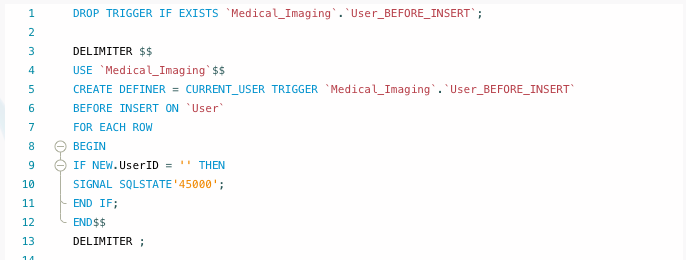 1 DROP TRIGGER IF EXISTS `Medical_Imaging`.`User_BEFORE_INSERT`;
2
3 DELIMITER $$
4 USE `Medical_Imaging`$$
5 CREATE DEFINER = CURRENT_USER TRIGGER `Medical_Imaging`.`User_BEFORE_INSERT`
6 BEFORE INSERT ON `User`
7 FOR EACH ROW
8 BEGIN
9 IF NEW.UserID = '' THEN
10 SIGNAL SQLSTATE'45000';
11 END IF;
12 END$$
13 DELIMITER ;
14